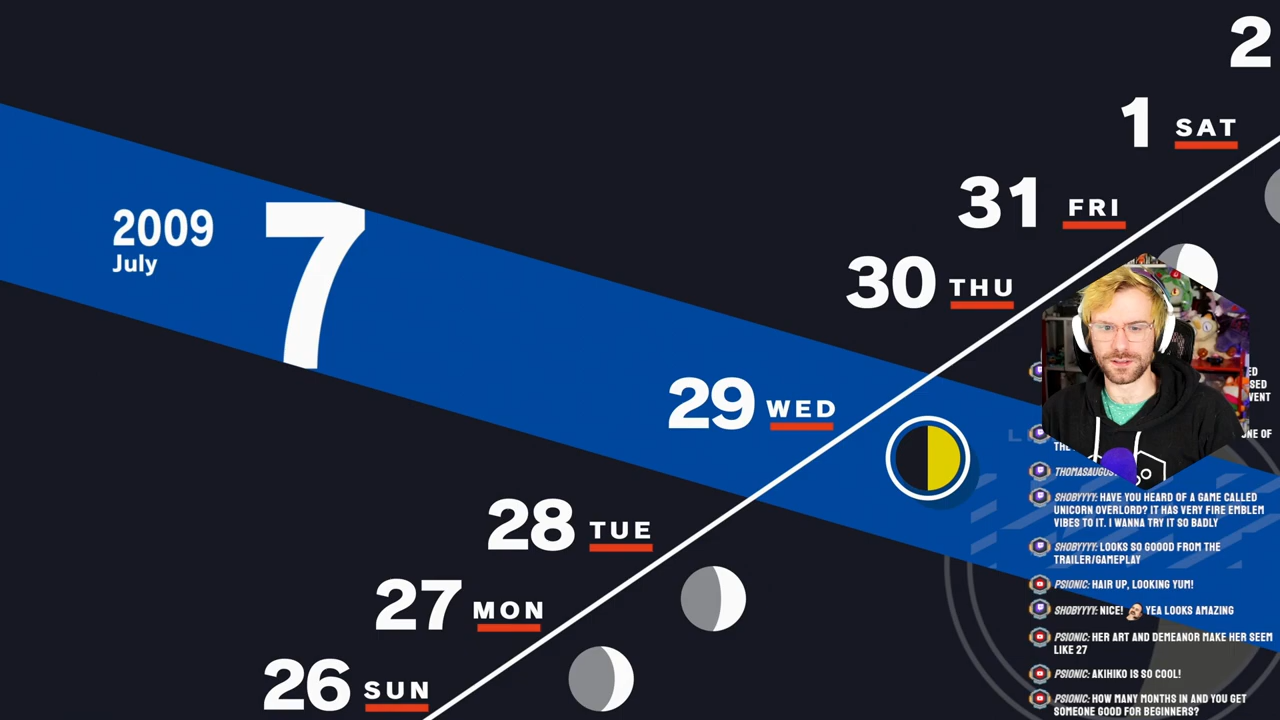 2
1 SAT
31 FRI
30 THU
2009
July
7
29 WED
28 TUE
27 MON
26 SUN
THOMASAUGUS
SHOBYYYY: HAVE YOU HEARD OF A GAME CALLED
UNICORN OVERLORD? IT HAS VERY FIRE EMBLEM
VIBES TO IT. I WANNA TRY IT SO BADLY
SHOBYYYY: LOOKS SO GOOOD FROM THE
TRAILER/GAMEPLAY
PSIONIC: HAIR UP, LOOKING YUM!
SHOBYYYY: NICE! YEA LOOKS AMAZING
PSIONIC: HER ART AND DEMEANOR MAKE HER SEEM
LIKE 27
PSIONIC: AKIHIKO IS SO COOL!
PSIONIC: HOW MANY MONTHS IN AND YOU GET
SOMEONE GOOD FOR BEGINNERS?